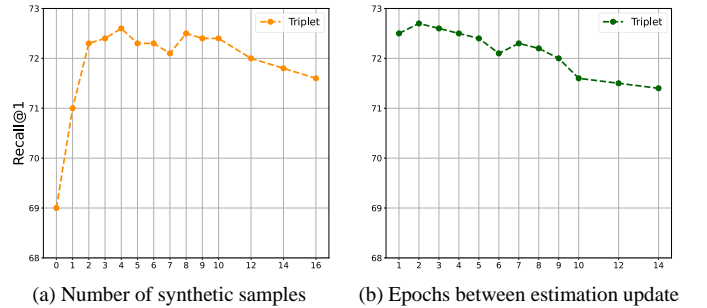 73
72
71
70
69
68
Recall@1
Triplet
0 1 2 3 4 5 6 7 8 9 10 12 14 16
(a) Number of synthetic samples
73
72
71
70
69
68
Triplet
1 2 3 4 5 6 7 8 9 10 12 14
(b) Epochs between estimation update